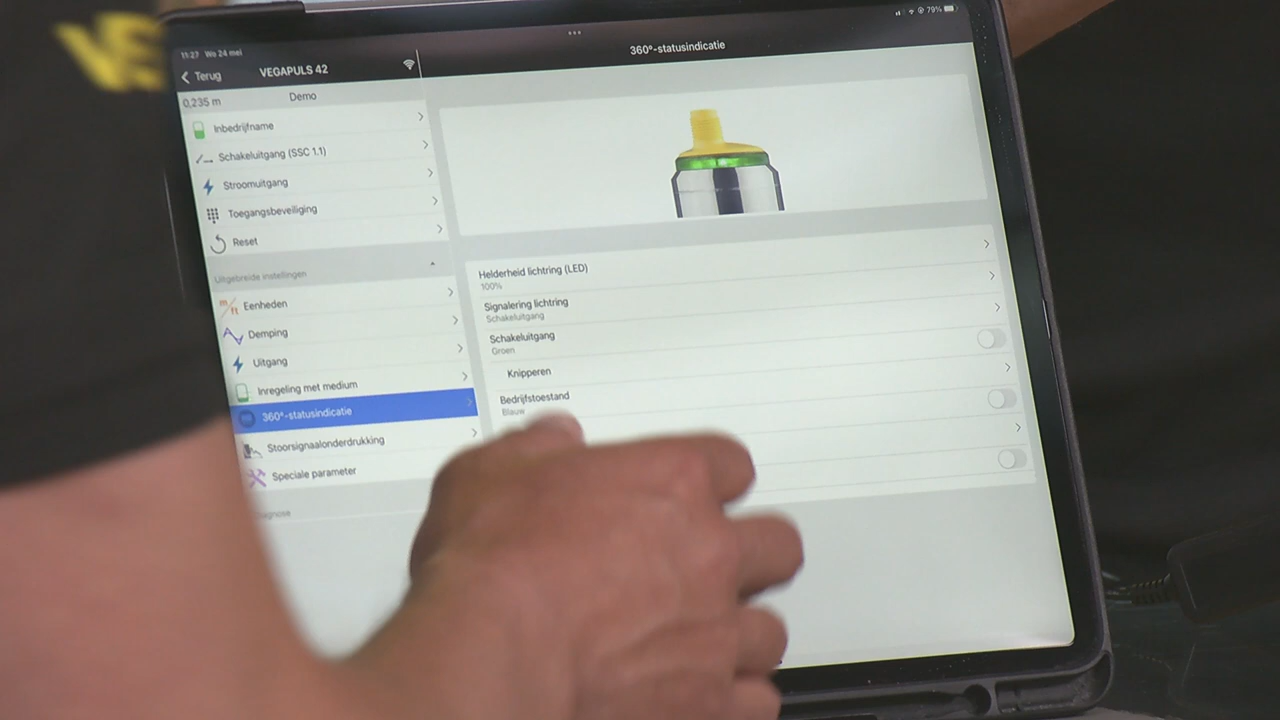 11:27 Wo 24 mei
79%
Terug
VEGAPULS 42
360°-statusindicatie
0,235 m
Demo
Inbedrijfname
Schakeluitgang (SSC 1.1)
Stroomuitgang
Toegangsbeveiliging
Reset
Uitgebreide instellingen
Eenheden
Demping
Uitgang
Inregeling met medium
360°-statusindicatie
Stoorsignaalonderdrukking
Speciale parameter
Helderheid lichtring (LED)
100%
Signalering lichtring
Schakeluitgang
Schakeluitgang
Groen
Knipperen
Bedrijfstoestand
Blauw